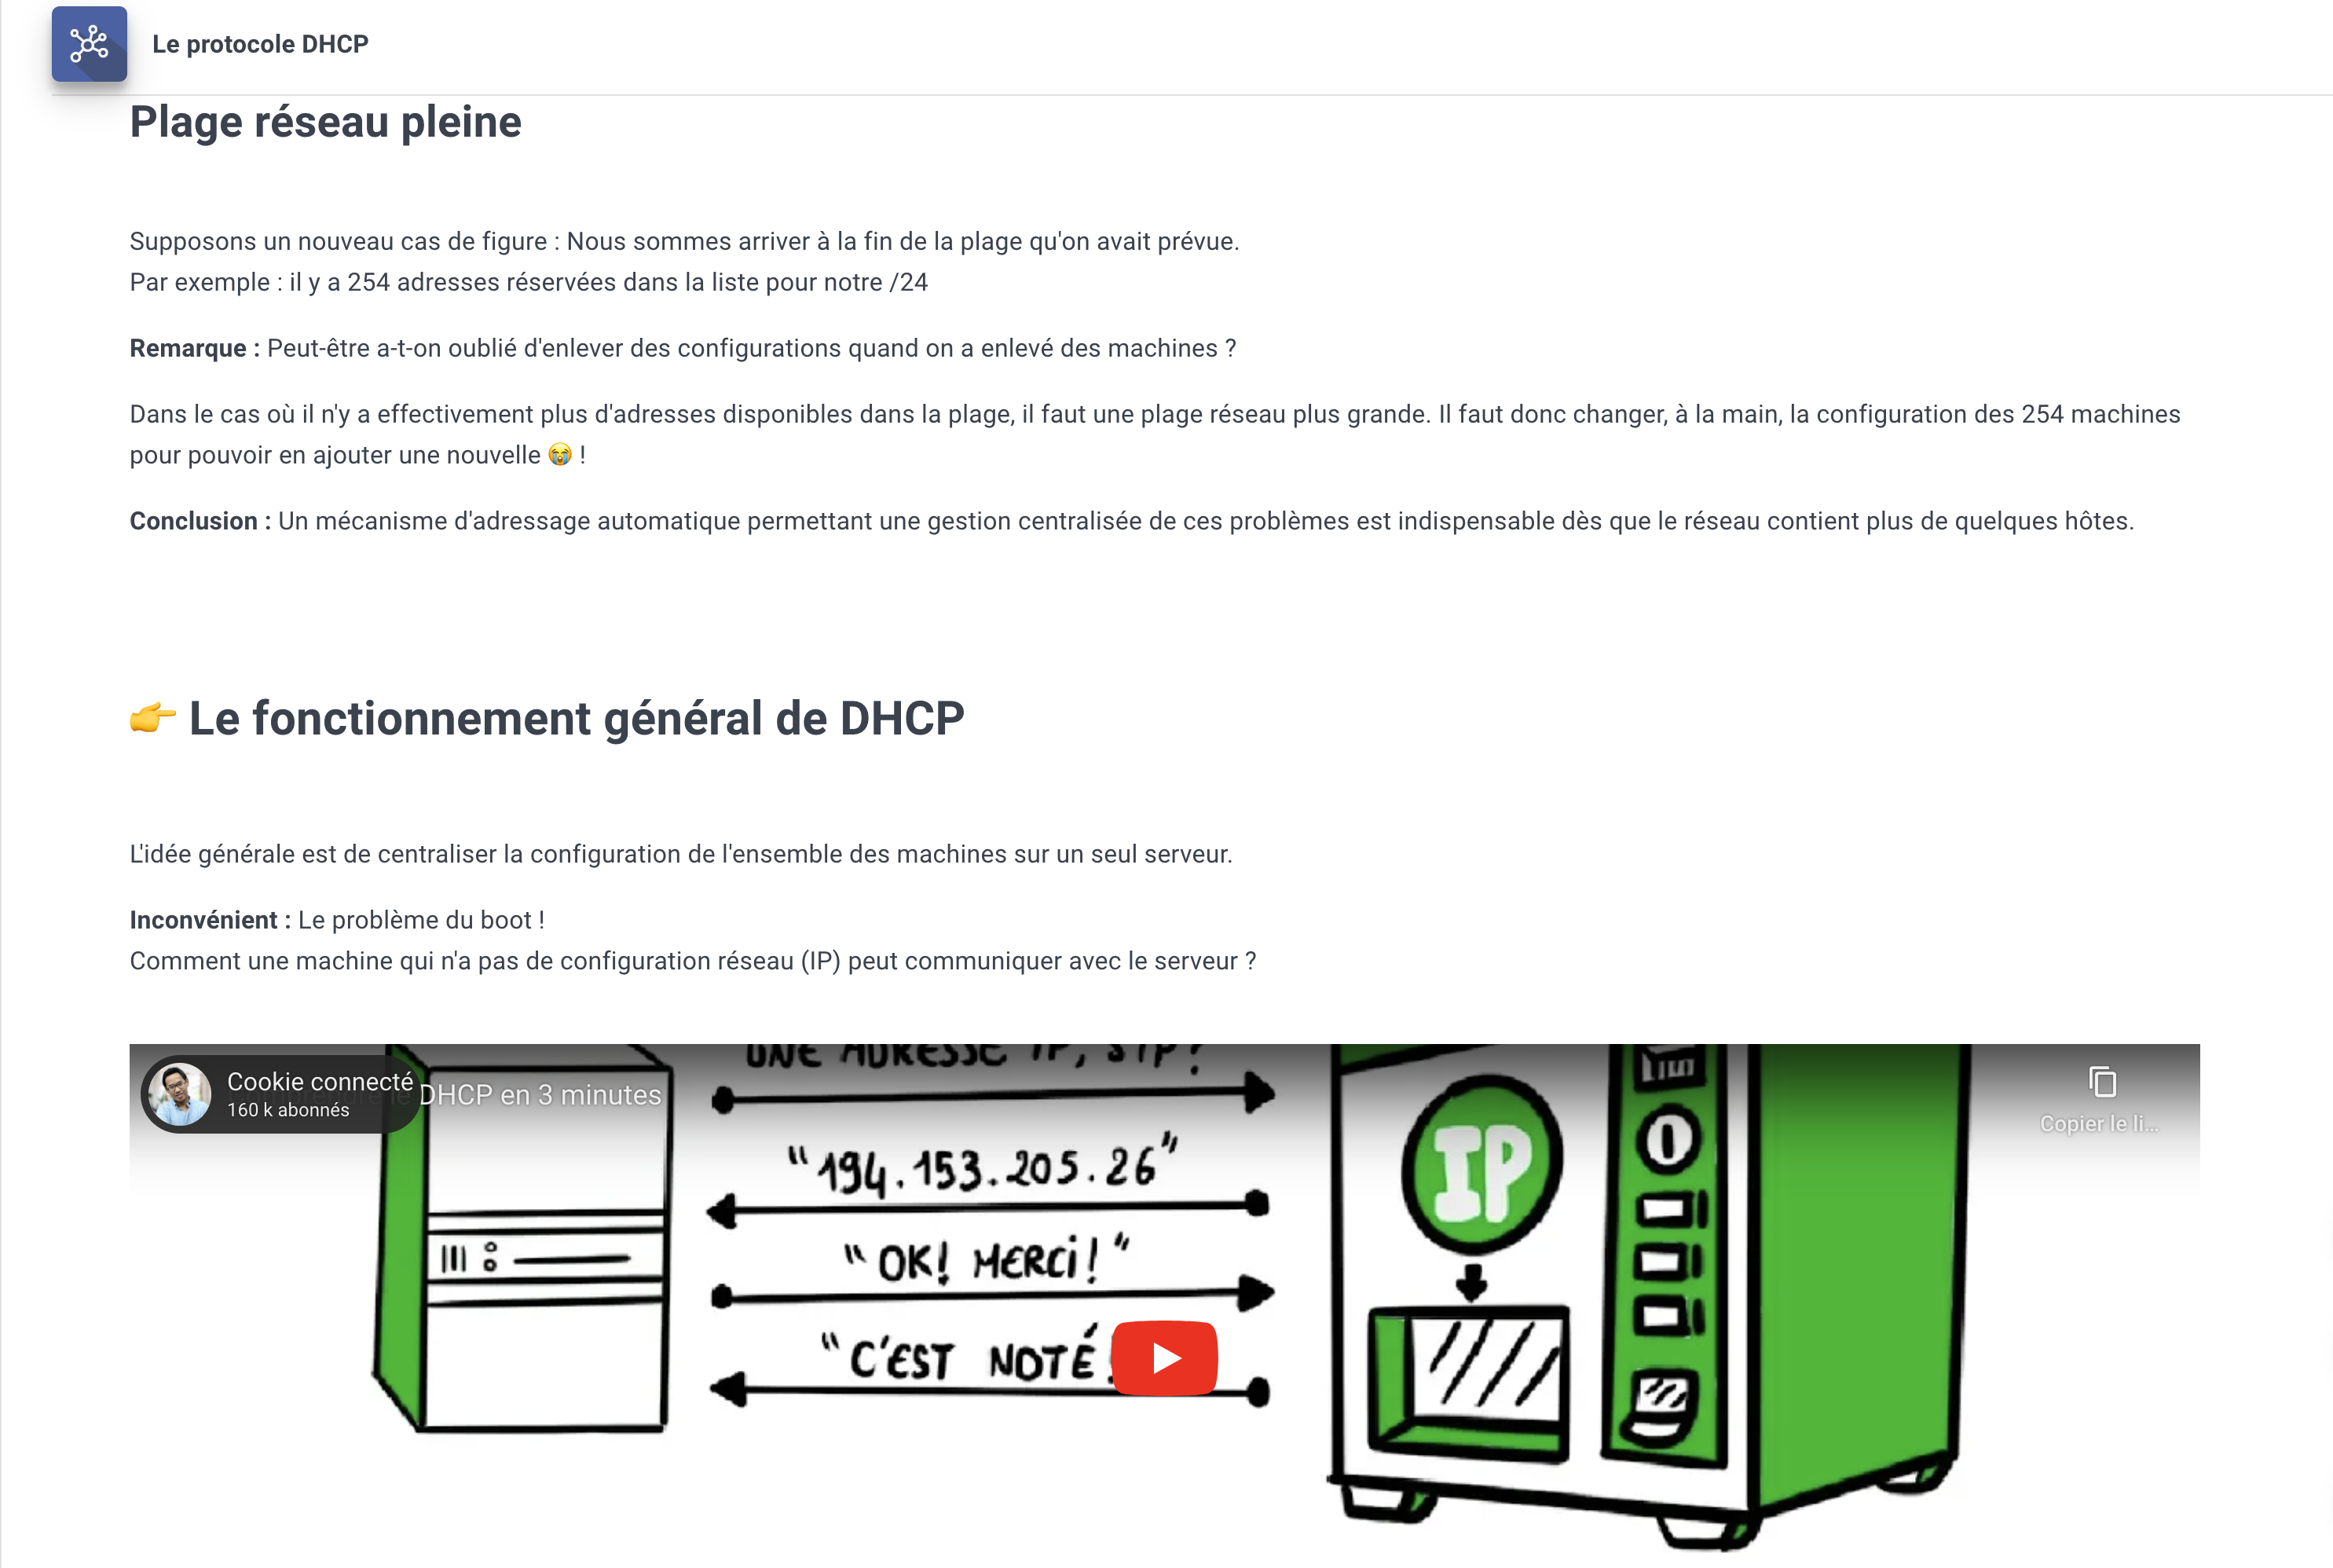 Le protocole DHCP
Plage réseau pleine
Supposons un nouveau cas de figure : Nous sommes arriver à la fin de la plage qu'on avait prévue.
Par exemple : il y a 254 adresses réservées dans la liste pour notre /24
Remarque : Peut-être a-t-on oublié d'enlever des configurations quand on a enlevé des machines ?
Dans le cas où il n'y a effectivement plus d'adresses disponibles dans la plage, il faut une plage réseau plus grande. Il faut donc changer, à la main, la configuration des 254 machines
pour pouvoir en ajouter une nouvelle 😭 !
Conclusion : Un mécanisme d'adressage automatique permettant une gestion centralisée de ces problèmes est indispensable dès que le réseau contient plus de quelques hôtes.
👉 Le fonctionnement général de DHCP
L'idée générale est de centraliser la configuration de l'ensemble des machines sur un seul serveur.
Inconvénient : Le problème du boot !
Comment une machine qui n'a pas de configuration réseau (IP) peut communiquer avec le serveur ?
UNE ADRESSE IP, STP?
Cookie connecté
160 k abonnés
le DHCP en 3 minutes
Copier le li...
"194.153.205.26"
"OK! MERCI!"
"C'EST NOTÉ
IP